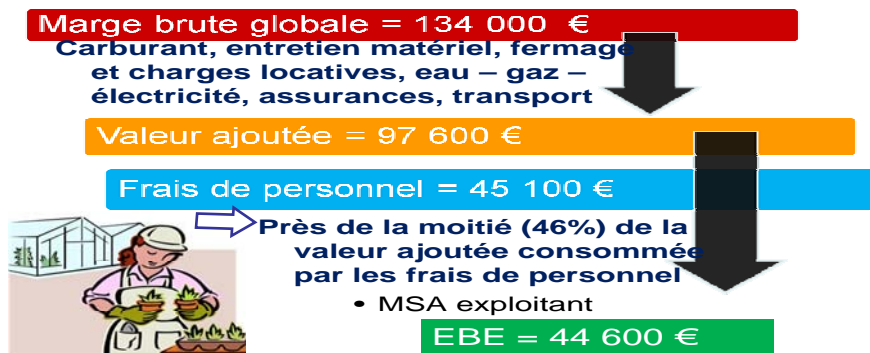 Marge brute globale = 134 000 €
Carburant, entretien matériel, fermage
et charges locatives, eau – gaz –
électricité, assurances, transport
Valeur ajoutée = 97 600 €
Frais de personnel = 45 100 €
Près de la moitié (46%) de la
valeur ajoutée consommée
par les frais de personnel
• MSA exploitant
EBE = 44 600 €